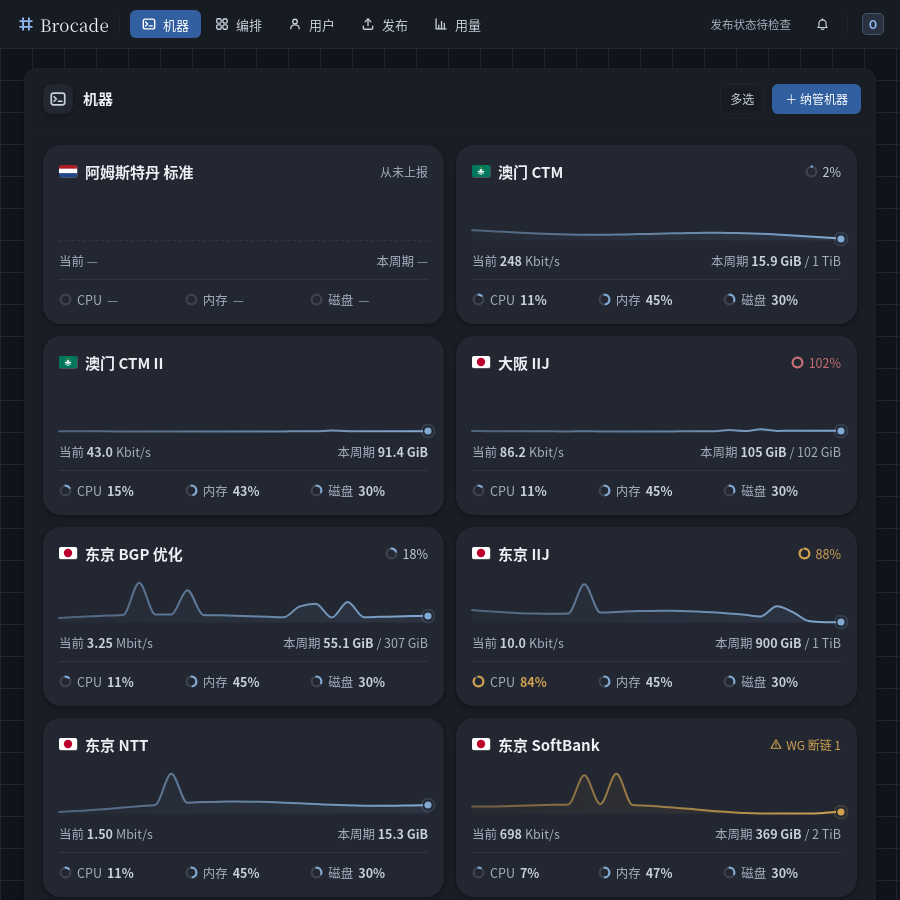 Brocade 机器 编排 用户 发布 用量 发布状态待检查 O
机器 多选 + 纳管机器
阿姆斯特丹 标准 从未上报
当前 — 本周期 —
CPU — 内存 — 磁盘 —
澳门 CTM 2%
当前 248 Kbit/s 本周期 15.9 GiB / 1 TiB
CPU 11% 内存 45% 磁盘 30%
澳门 CTM II
当前 43.0 Kbit/s 本周期 91.4 GiB
CPU 15% 内存 43% 磁盘 30%
大阪 IIJ 102%
当前 86.2 Kbit/s 本周期 105 GiB / 102 GiB
CPU 11% 内存 45% 磁盘 30%
东京 BGP 优化 18%
当前 3.25 Mbit/s 本周期 55.1 GiB / 307 GiB
CPU 11% 内存 45% 磁盘 30%
东京 IIJ 88%
当前 10.0 Kbit/s 本周期 900 GiB / 1 TiB
CPU 84% 内存 45% 磁盘 30%
东京 NTT
当前 1.50 Mbit/s 本周期 15.3 GiB
CPU 11% 内存 45% 磁盘 30%
东京 SoftBank WG 断链 1
当前 698 Kbit/s 本周期 369 GiB / 2 TiB
CPU 7% 内存 47% 磁盘 30%